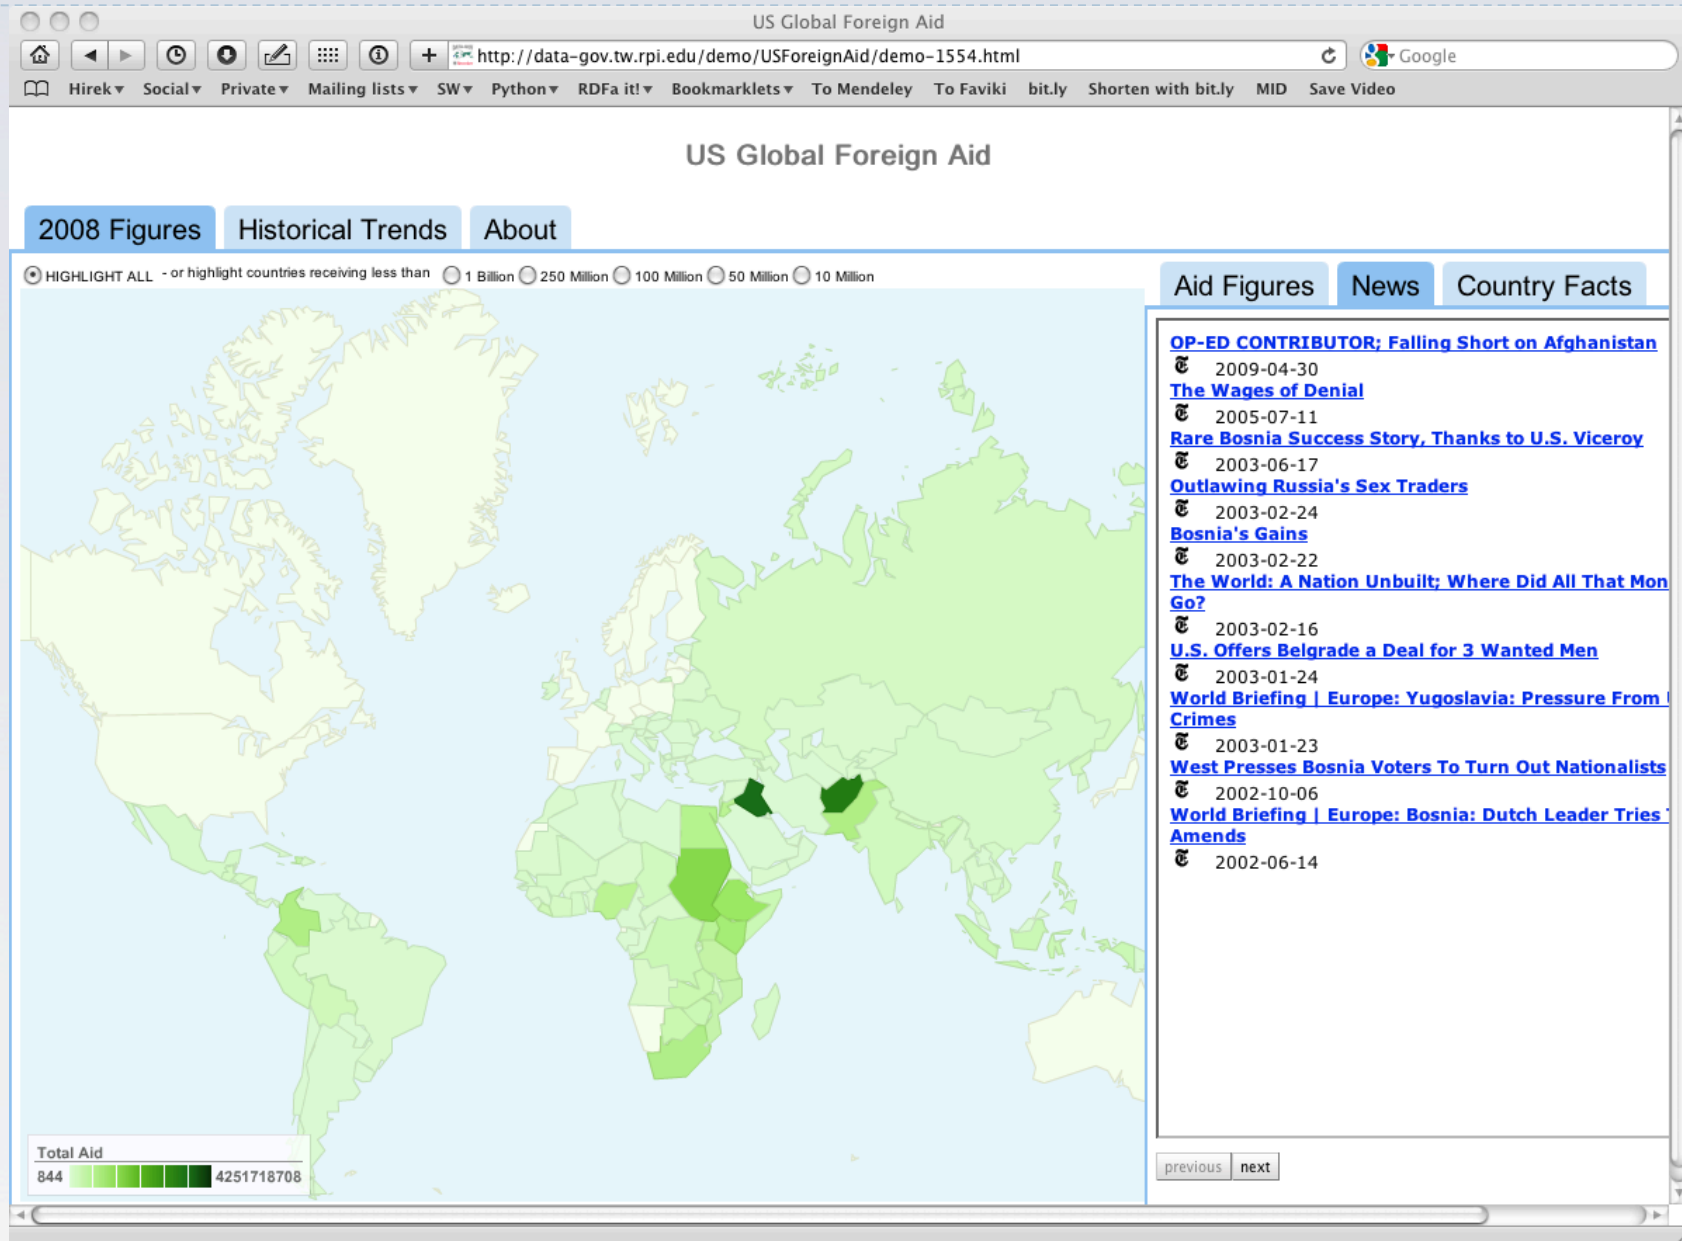 US Global Foreign Aid
http://data-gov.tw.rpi.edu/demo/USForeignAid/demo-1554.html
Google
Hirek Social Private Mailing lists SW Python RDFa it! Bookmarklets To Mendeley To Faviki bit.ly Shorten with bit.ly MID Save Video
US Global Foreign Aid
2008 Figures Historical Trends About
HIGHLIGHT ALL - or highlight countries receiving less than 1 Billion 250 Million 100 Million 50 Million 10 Million
Aid Figures News Country Facts
OP-ED CONTRIBUTOR; Falling Short on Afghanistan
2009-04-30
The Wages of Denial
2005-07-11
Rare Bosnia Success Story, Thanks to U.S. Viceroy
2003-06-17
Outlawing Russia's Sex Traders
2003-02-24
Bosnia's Gains
2003-02-22
The World: A Nation Unbuilt; Where Did All That Mon
Go?
2003-02-16
U.S. Offers Belgrade a Deal for 3 Wanted Men
2003-01-24
World Briefing | Europe: Yugoslavia: Pressure From
Crimes
2003-01-23
West Presses Bosnia Voters To Turn Out Nationalists
2002-10-06
World Briefing | Europe: Bosnia: Dutch Leader Tries
Amends
2002-06-14
Total Aid
844 4251718708
previous next